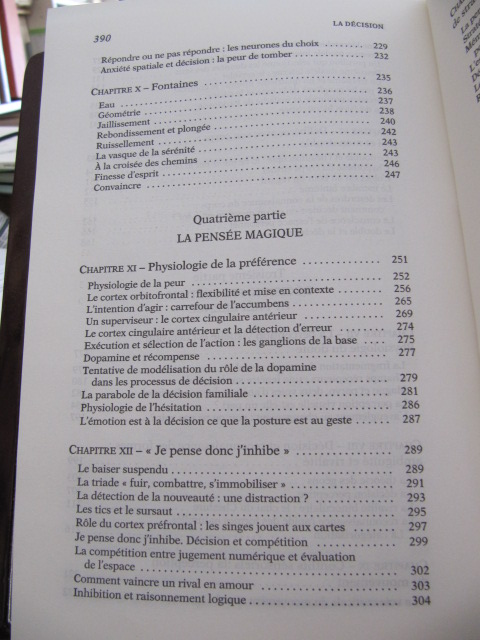 390
LA DÉCISION
Répondre ou ne pas répondre : les neurones du choix ........ 229
Anxiété spatiale et décision : la peur de tomber .............. 232
CHAPITRE X – Fontaines ................................ 235
Eau ................................................ 236
Géométrie .......................................... 237
Jaillissement ........................................ 238
Rebondissement et plongée ............................ 240
Ruissellement ....................................... 242
La vasque de la sérénité ............................... 243
À la croisée des chemins .............................. 243
Finesse d'esprit ...................................... 246
Convaincre .......................................... 247
Quatrième partie
LA PENSÉE MAGIQUE
CHAPITRE XI – Physiologie de la préférence .............. 251
Physiologie de la peur ................................ 252
Le cortex orbitofrontal : flexibilité et mise en contexte ...... 256
L'intention d'agir : carrefour de l'accumbens .............. 265
Un superviseur : le cortex cingulaire antérieur ............. 269
Le cortex cingulaire antérieur et la détection d'erreur ....... 274
Exécution et sélection de l'action : les ganglions de la base .... 275
Dopamine et récompense .............................. 277
Tentative de modélisation du rôle de la dopamine
dans les processus de décision ......................... 279
La parabole de la décision familiale ...................... 281
Physiologie de l'hésitation ............................. 286
L'émotion est à la décision ce que la posture est au geste ...... 287
CHAPITRE XII – « Je pense donc j'inhibe » ................ 289
Le baiser suspendu ................................... 289
La triade « fuir, combattre, s'immobiliser » ................ 291
La détection de la nouveauté : une distraction ? ............ 293
Les tics et le sursaut .................................. 295
Rôle du cortex préfrontal : les singes jouent aux cartes ...... 297
Je pense donc j'inhibe. Décision et compétition ............ 299
La compétition entre jugement numérique et évaluation
de l'espace .......................................... 302
Comment vaincre un rival en amour ...................... 303
Inhibition et raisonnement logique ....................... 304